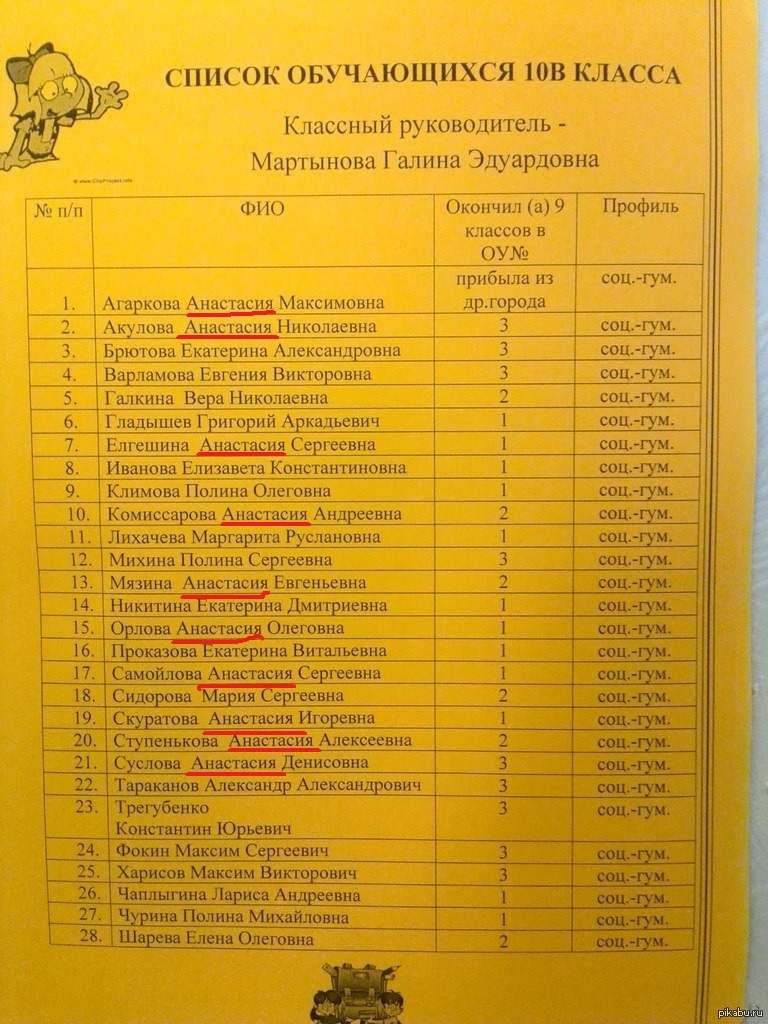 © www.ClipProject.info
СПИСОК ОБУЧАЮЩИХСЯ 10В КЛАССА
Классный руководитель -
Мартынова Галина Эдуардовна
№ п/п ФИО Окончил (а) 9 классов в ОУ№ Профиль
1. Агаркова Анастасия Максимовна прибыла из др.города соц.-гум.
2. Акулова Анастасия Николаевна 3 соц.-гум.
3. Брютова Екатерина Александровна 3 соц.-гум.
4. Варламова Евгения Викторовна 3 соц.-гум.
5. Галкина Вера Николаевна 2 соц.-гум.
6. Гладышев Григорий Аркадьевич 1 соц.-гум.
7. Елгешина Анастасия Сергеевна 1 соц.-гум.
8. Иванова Елизавета Константиновна 1 соц.-гум.
9. Климова Полина Олеговна 1 соц.-гум.
10. Комиссарова Анастасия Андреевна 2 соц.-гум.
11. Лихачева Маргарита Руслановна 1 соц.-гум.
12. Михина Полина Сергеевна 3 соц.-гум.
13. Мязина Анастасия Евгеньевна 2 соц.-гум.
14. Никитина Екатерина Дмитриевна 1 соц.-гум.
15. Орлова Анастасия Олеговна 1 соц.-гум.
16. Проказова Екатерина Витальевна 1 соц.-гум.
17. Самойлова Анастасия Сергеевна 1 соц.-гум.
18. Сидорова Мария Сергеевна 2 соц.-гум.
19. Скуратова Анастасия Игоревна 1 соц.-гум.
20. Ступенькова Анастасия Алексеевна 2 соц.-гум.
21. Суслова Анастасия Денисовна 3 соц.-гум.
22. Тараканов Александр Александрович 3 соц.-гум.
23. Трегубенко Константин Юрьевич 3 соц.-гум.
24. Фокин Максим Сергеевич 3 соц.-гум.
25. Харисов Максим Викторович 3 соц.-гум.
26. Чаплыгина Лариса Андреевна 1 соц.-гум.
27. Чурина Полина Михайловна 1 соц.-гум.
28. Шарева Елена Олеговна 2 соц.-гум.
pikabu.ru